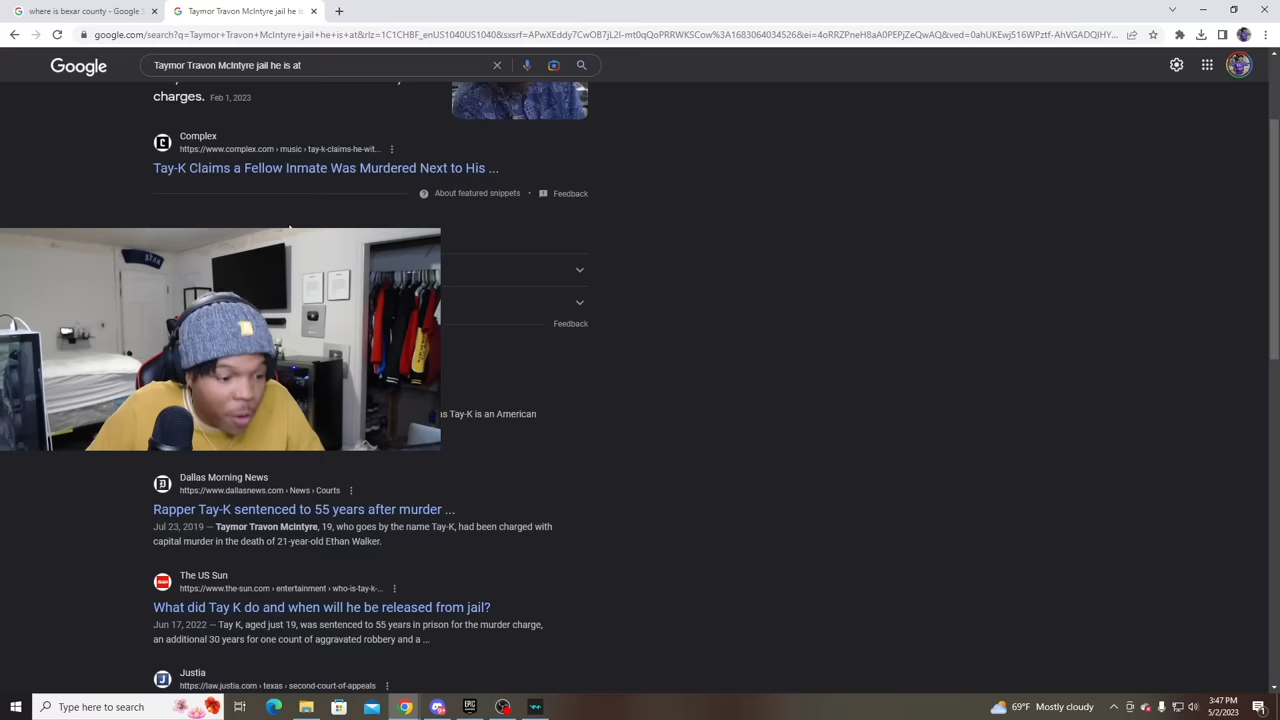 where is bexar county - Google S
Taymor Travon McIntyre jail he is
google.com/search?q=Taymor+Travon+McIntyre+jail+he+is+at&rlz=1C1CHBF_enUS1040US1040&sxsrf=APwXEddy7CwOB7jL2I-mt0qQoPRRWKSCow%3A1683064034526&ei=4oRRZPneH8aA0PEPjZeQwAQ&ved=0ahUKEwj516WPztf-AhVGADQIHY...
Google
Taymor Travon McIntyre jail he is at
charges. Feb 1, 2023
Complex
https://www.complex.com › music › tay-k-claims-he-wit...
Tay-K Claims a Fellow Inmate Was Murdered Next to His ...
About featured snippets • Feedback
Feedback
as Tay-K is an American
Dallas Morning News
https://www.dallasnews.com › News › Courts
Rapper Tay-K sentenced to 55 years after murder ...
Jul 23, 2019 — Taymor Travon McIntyre, 19, who goes by the name Tay-K, had been charged with
capital murder in the death of 21-year-old Ethan Walker.
The US Sun
https://www.the-sun.com › entertainment › who-is-tay-k-...
What did Tay K do and when will he be released from jail?
Jun 17, 2022 — Tay K, aged just 19, was sentenced to 55 years in prison for the murder charge,
an additional 30 years for one count of aggravated robbery and a ...
Justia
https://law.justia.com › texas › second-court-of-appeals
Type here to search
EPIC
69°F Mostly cloudy
3:47 PM
5/2/2023